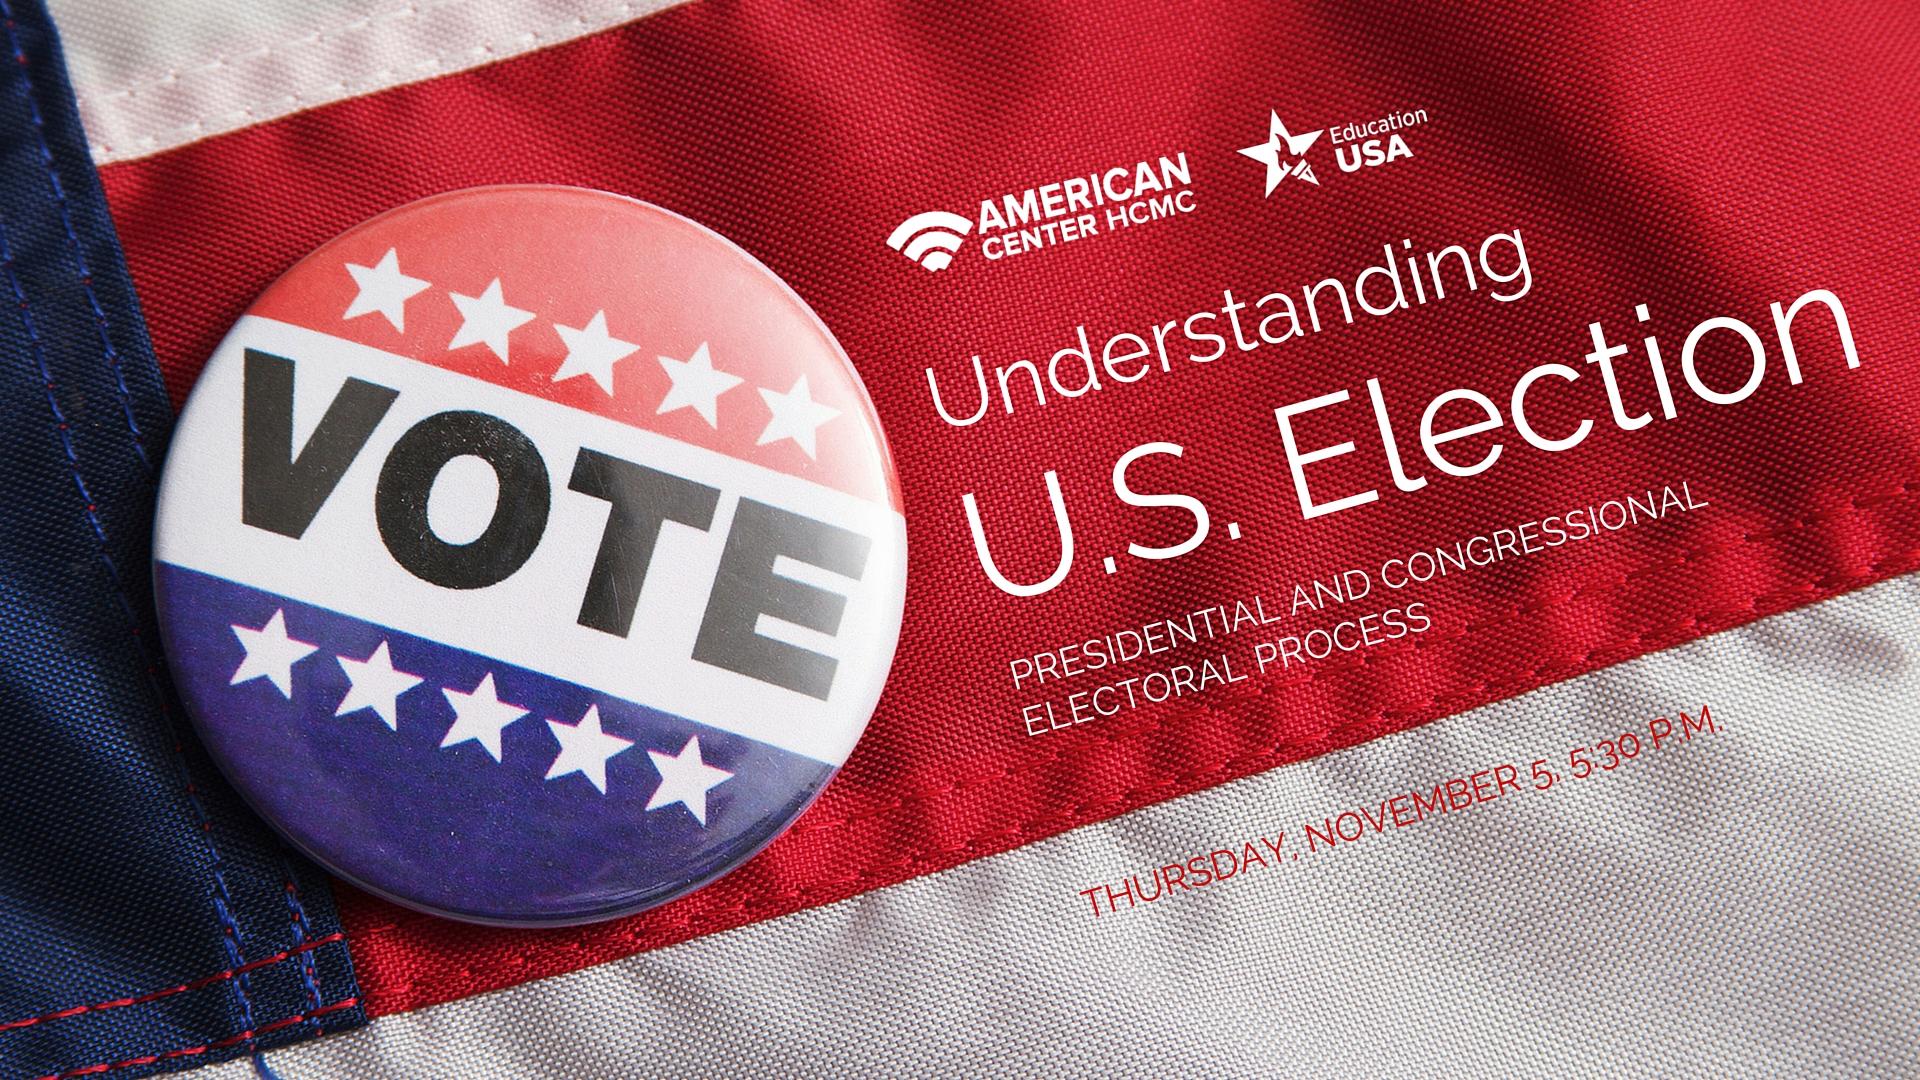 AMERICAN
CENTER HCMC
Education
USA
Understanding
U.S. Election
PRESIDENTIAL AND CONGRESSIONAL
ELECTORAL PROCESS
THURSDAY, NOVEMBER 5, 5:30 P.M.
VOTE